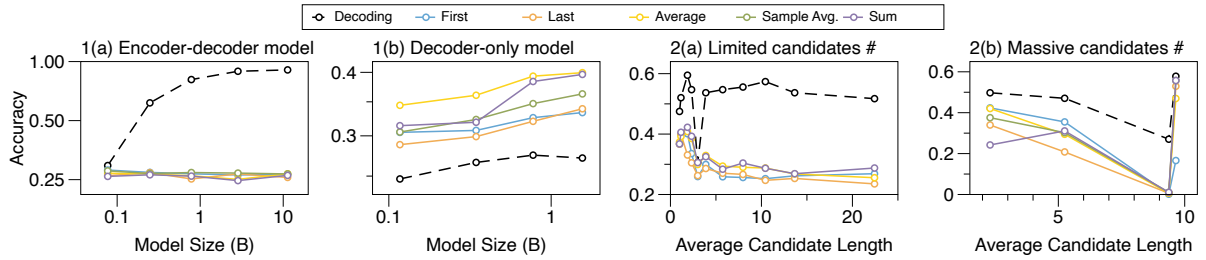 Decoding First Last Average Sample Avg. Sum
1(a) Encoder-decoder model
1.00
0.50
0.25
Accuracy
0.1 1 10
Model Size (B)
1(b) Decoder-only model
0.4
0.3
0.1 1
Model Size (B)
2(a) Limited candidates #
0.6
0.4
0.2
0 10 20
Average Candidate Length
2(b) Massive candidates #
0.6
0.4
0.2
0
5 10
Average Candidate Length